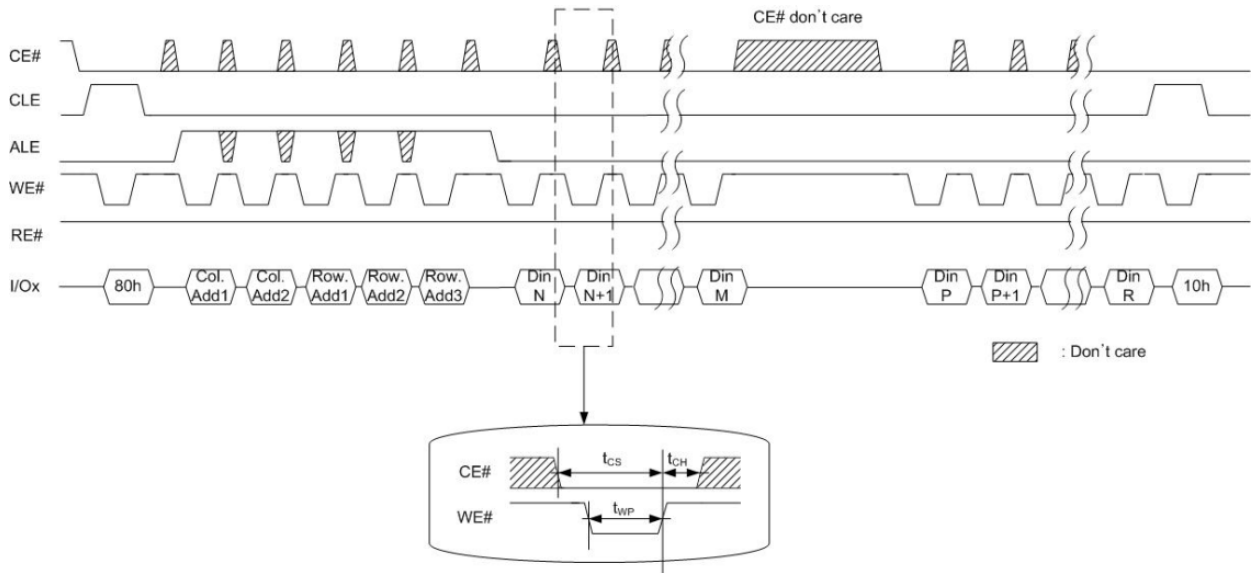 CE# don't care
CE#
CLE
ALE
WE#
RE#
I/Ox
80h
Col. Add1
Col. Add2
Row. Add1
Row. Add2
Row. Add3
Din N
Din N+1
Din M
Din P
Din P+1
Din R
10h
: Don't care
CE#
tCS
tCH
WE#
tWP